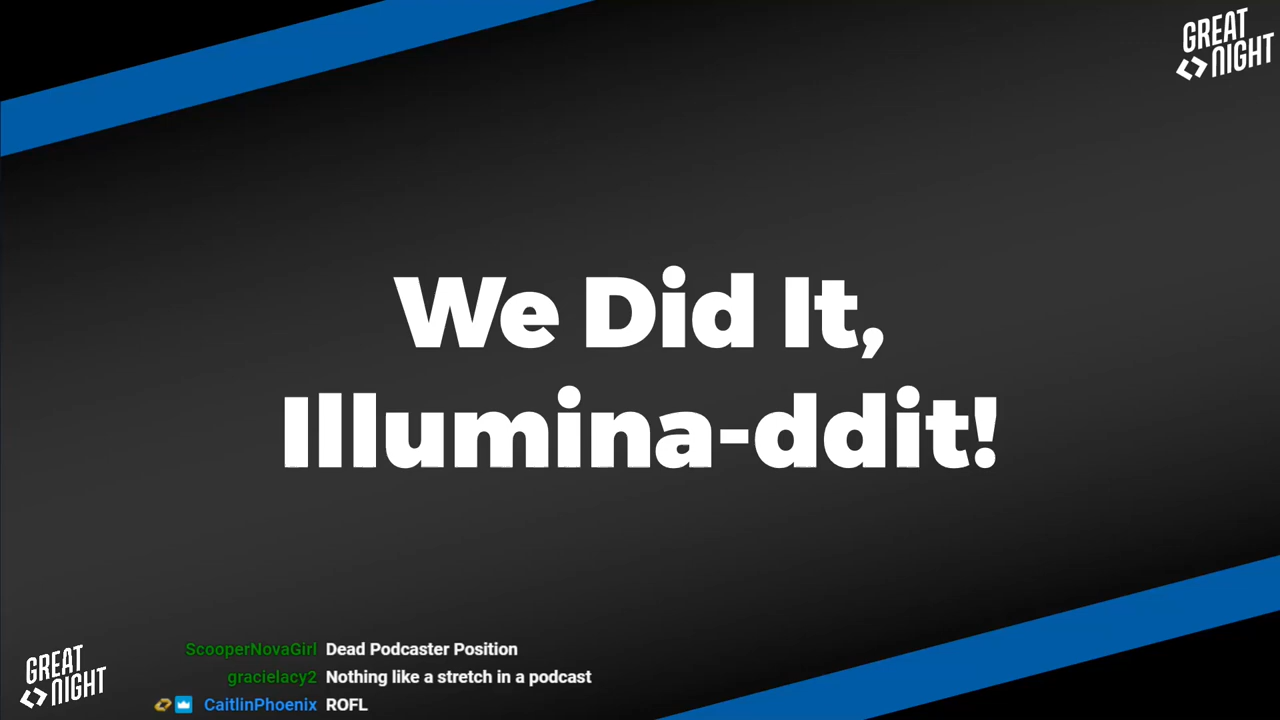 GREAT
NIGHT
We Did It,
Illumina-ddit!
ScooperNovaGirl Dead Podcaster Position
gracielacy2 Nothing like a stretch in a podcast
CaitlinPhoenix ROFL
GREAT
NIGHT